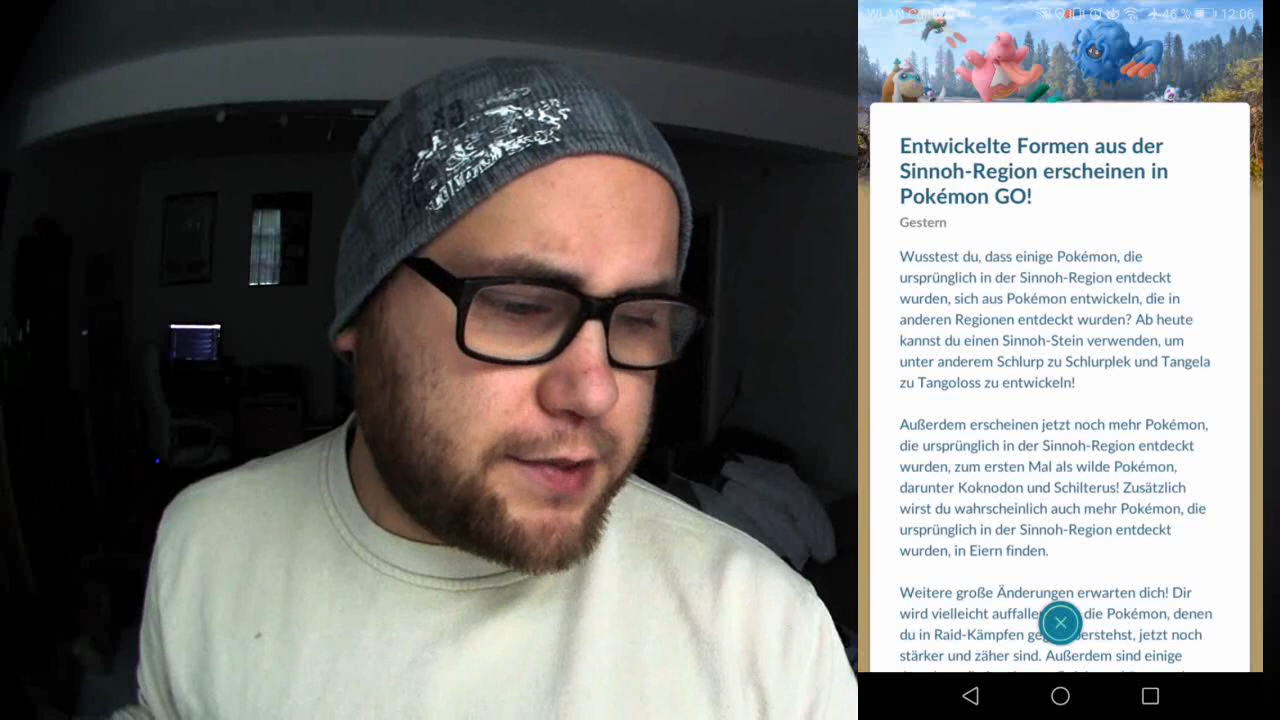 WLAN Call
46 % 12:06
Entwickelte Formen aus der
Sinnoh-Region erscheinen in
Pokémon GO!
Gestern
Wusstest du, dass einige Pokémon, die
ursprünglich in der Sinnoh-Region entdeckt
wurden, sich aus Pokémon entwickeln, die in
anderen Regionen entdeckt wurden? Ab heute
kannst du einen Sinnoh-Stein verwenden, um
unter anderem Schlurp zu Schlurplek und Tangela
zu Tangoloss zu entwickeln!
Außerdem erscheinen jetzt noch mehr Pokémon,
die ursprünglich in der Sinnoh-Region entdeckt
wurden, zum ersten Mal als wilde Pokémon,
darunter Koknodon und Schilterus! Zusätzlich
wirst du wahrscheinlich auch mehr Pokémon, die
ursprünglich in der Sinnoh-Region entdeckt
wurden, in Eiern finden.
Weitere große Änderungen erwarten dich! Dir
wird vielleicht auffalle die Pokémon, denen
du in Raid-Kämpfen ge erstehst, jetzt noch
stärker und zäher sind. Außerdem sind einige